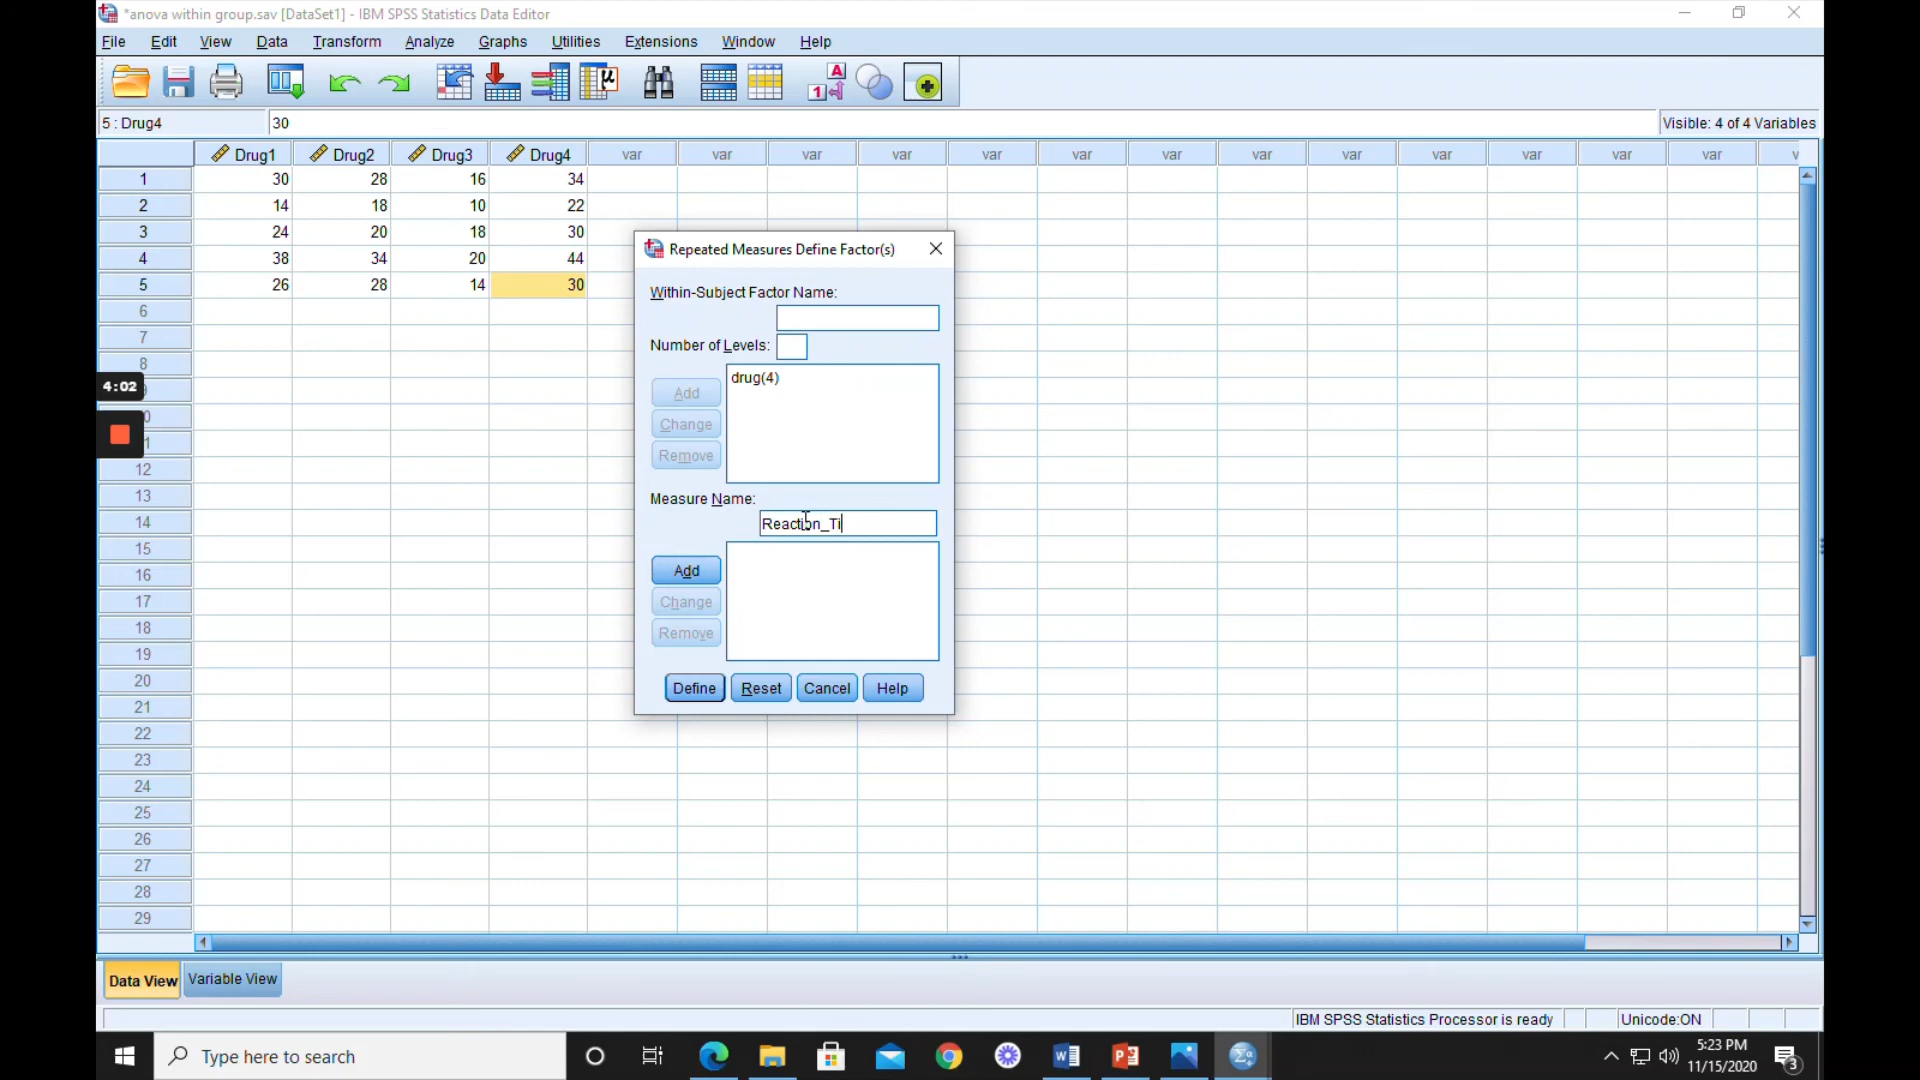 *anova within group.sav [DataSet1] - IBM SPSS Statistics Data Editor
File Edit View Data Transform Analyze Graphs Utilities Extensions Window Help
5 : Drug4 30 Visible: 4 of 4 Variables
Drug1 Drug2 Drug3 Drug4 var var var var var var var var var var var var var
1 30 28 16 34
2 14 18 10 22
3 24 20 18 30
4 38 34 20 44
5 26 28 14 30
6
7
8
4:02
12
13
14
15
16
17
18
19
20
21
22
23
24
25
26
27
28
29
Repeated Measures Define Factor(s)
Within-Subject Factor Name:
Number of Levels:
drug(4)
Add
Change
Remove
Measure Name:
Reaction_Ti
Add
Change
Remove
Define Reset Cancel Help
Data View Variable View
IBM SPSS Statistics Processor is ready Unicode:ON
Type here to search
5:23 PM
11/15/2020
3